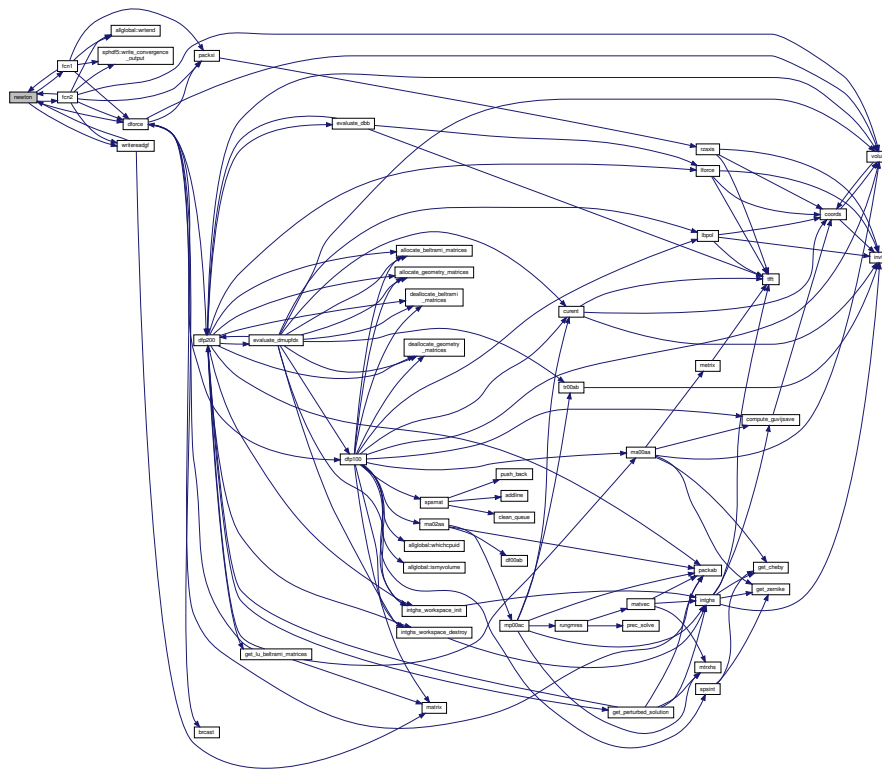 allglobal::wrtend
sphdf5::write_convergence
_output
packxi
fcn1
newton
fcn2
dforce
writereadgf
evaluate_dbb
rzaxis
volu
lforce
coords
lbpol
invf
tfft
allocate_beltrami_matrices
allocate_geometry_matrices
deallocate_beltrami
_matrices
curent
dfp200
evaluate_dmupfdx
deallocate_geometry
_matrices
metrix
tr00ab
compute_guvijsave
dfp100
ma00aa
push_back
spsmat
addline
clean_queue
ma02aa
allglobal::whichcpuid
df00ab
allglobal::ismyvolume
packab
get_cheby
get_zernike
intghs_workspace_init
matvec
intghs
mp00ac
rungmres
prec_solve
intghs_workspace_destroy
get_lu_beltrami_matrices
mtrxhs
spsint
matrix
get_perturbed_solution
brcast